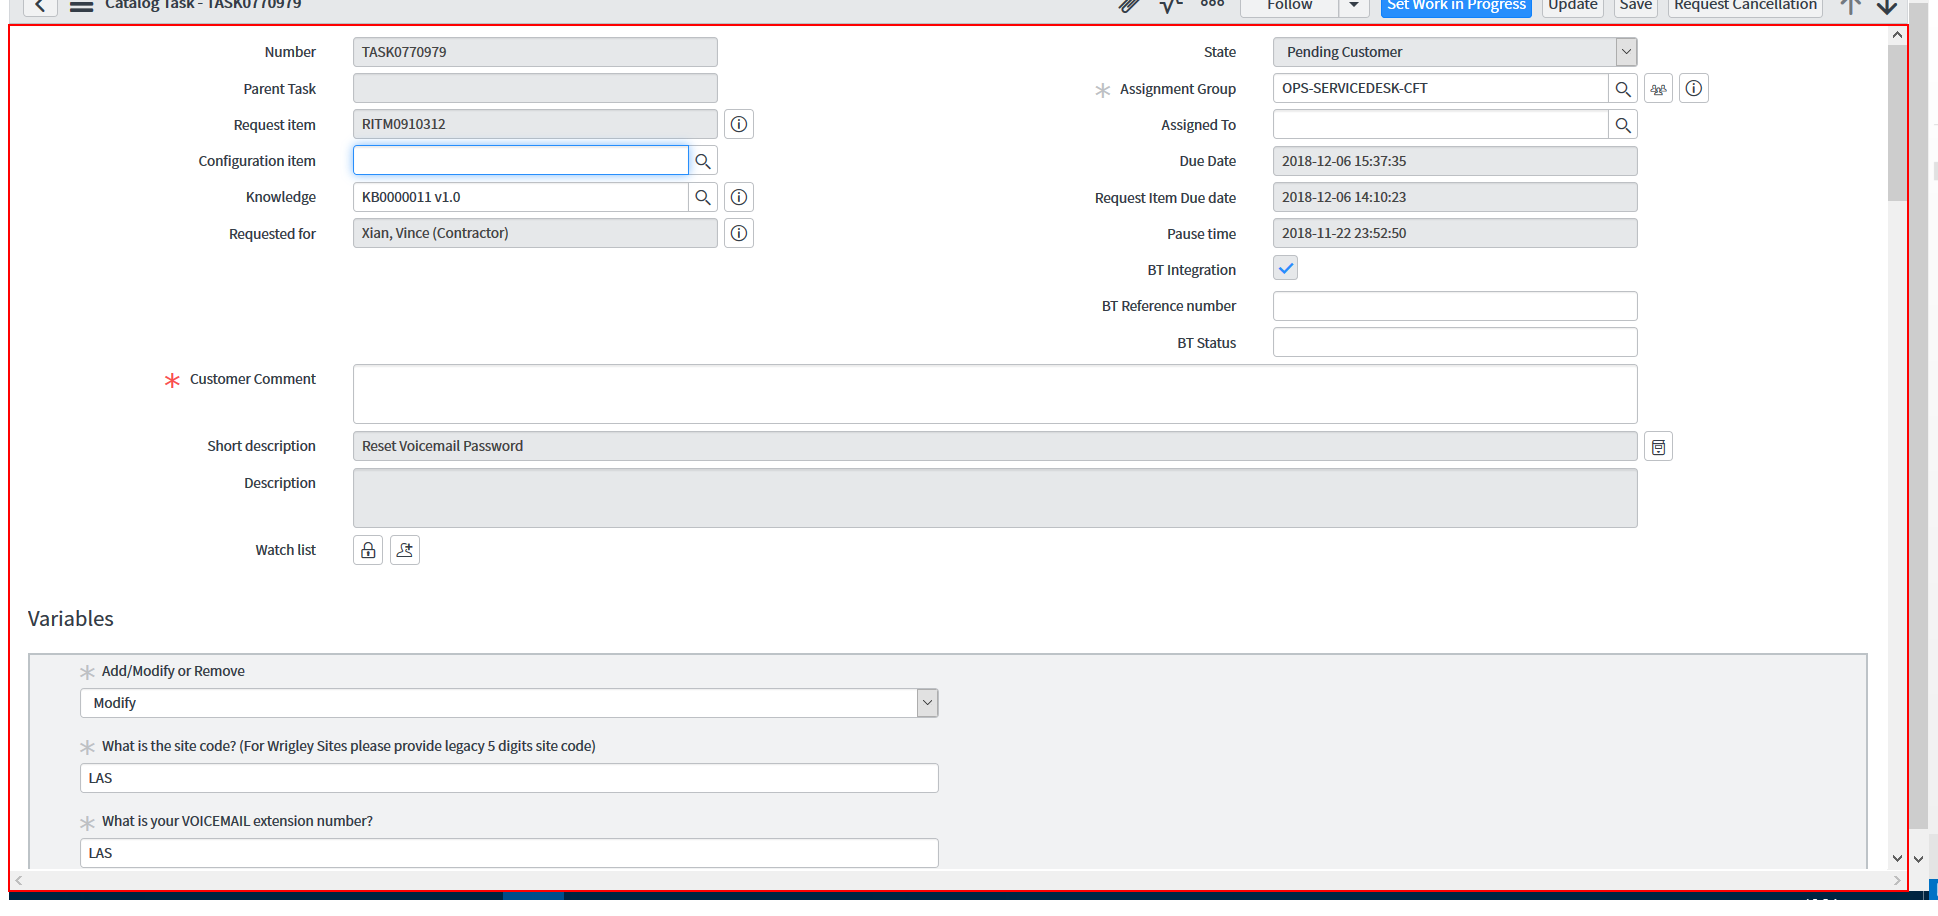 Catalog Task - TASK0770979
Follow
Set Work in Progress
Update
Save
Request Cancellation
Number TASK0770979
State Pending Customer
Parent Task
Assignment Group OPS-SERVICEDESK-CFT
Request item RITM0910312
Assigned To
Configuration item
Due Date 2018-12-06 15:37:35
Knowledge KB0000011 v1.0
Request Item Due date 2018-12-06 14:10:23
Requested for Xian, Vince (Contractor)
Pause time 2018-11-22 23:52:50
BT Integration
BT Reference number
BT Status
Customer Comment
Short description Reset Voicemail Password
Description
Watch list
Variables
Add/Modify or Remove
Modify
What is the site code? (For Wrigley Sites please provide legacy 5 digits site code)
LAS
What is your VOICEMAIL extension number?
LAS